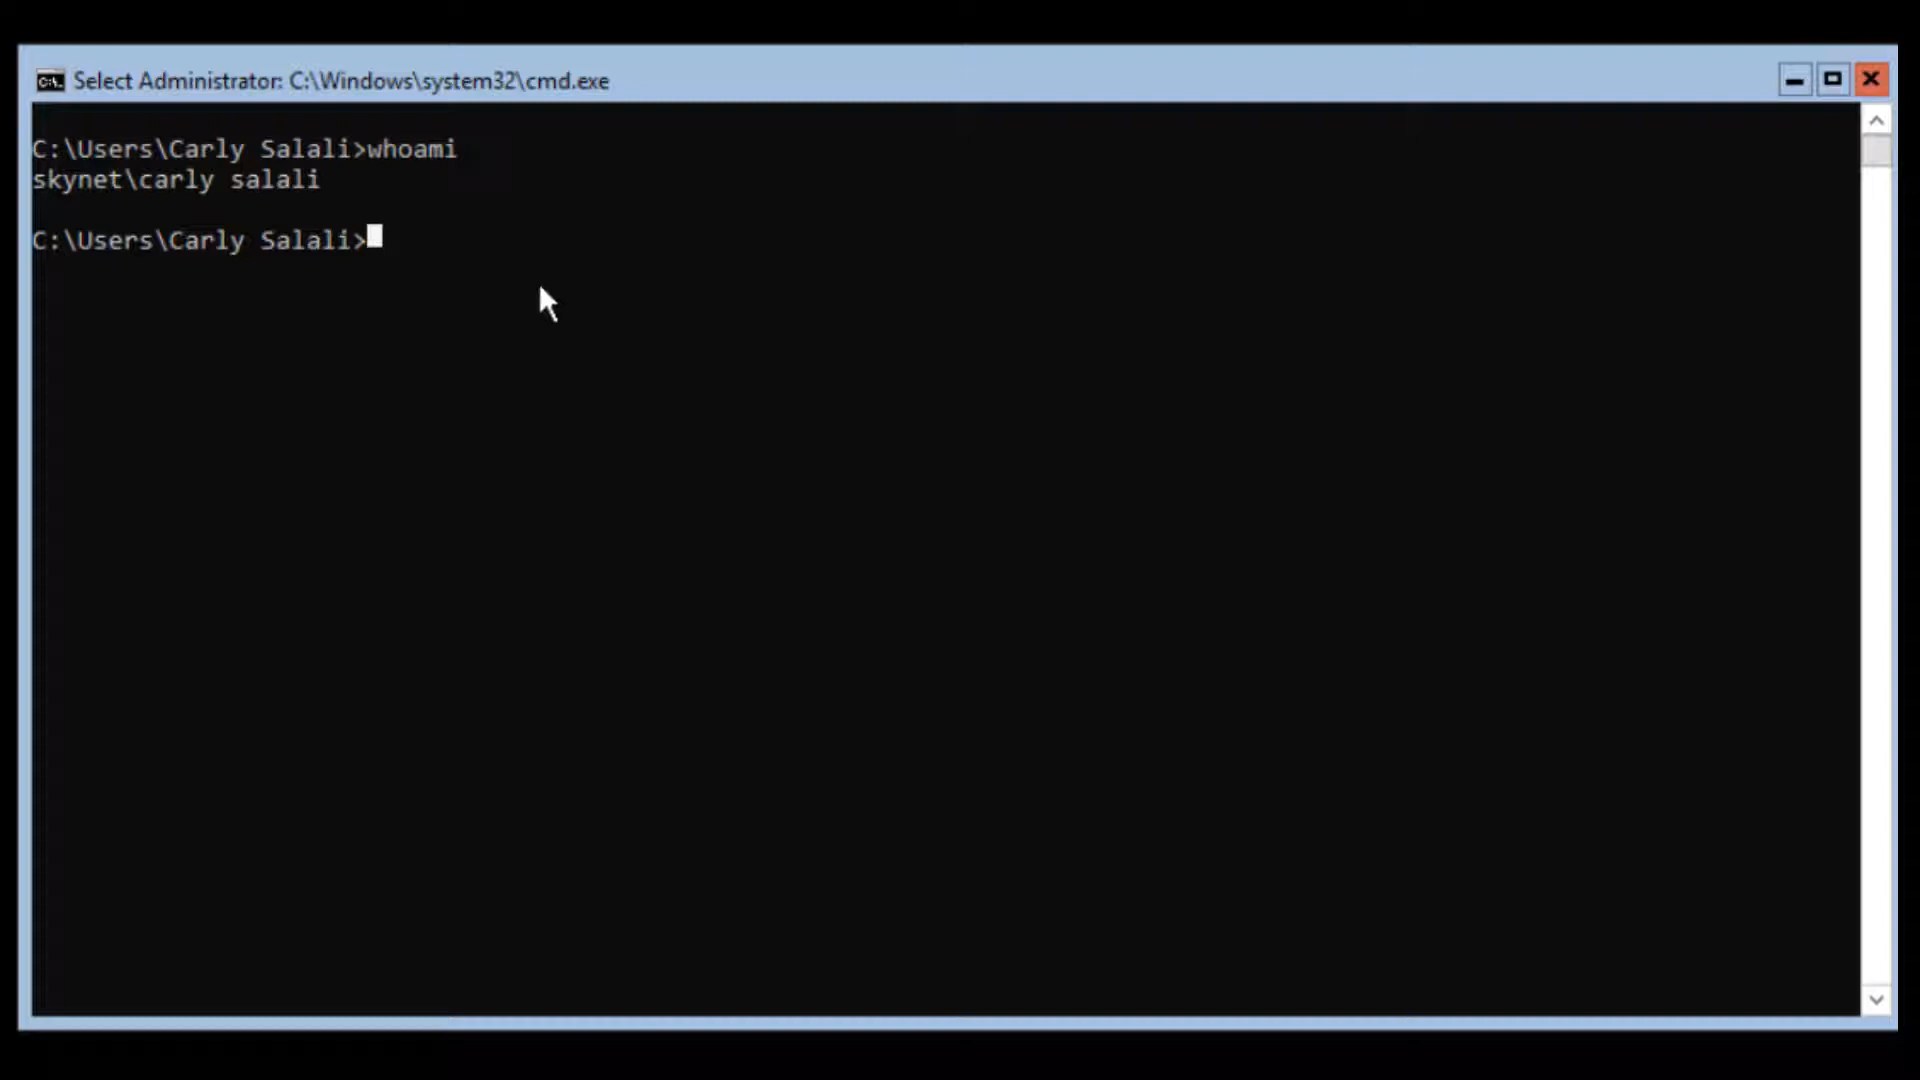 Select Administrator: C:\Windows\system32\cmd.exe
C:\Users\Carly Salali>whoami
skynet\carly salali
C:\Users\Carly Salali>